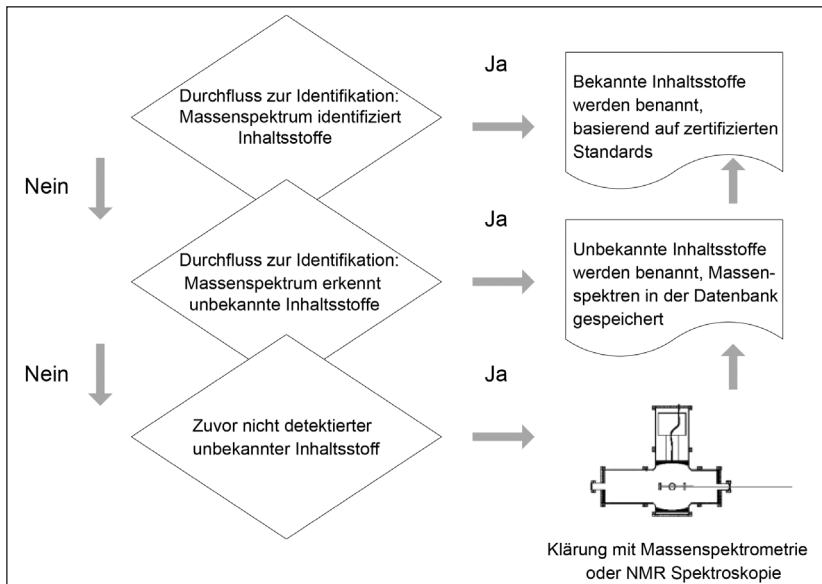 Durchfluss zur Identifikation:
Massenspektrum identifiziert
Inhaltsstoffe
Ja
Bekannte Inhaltsstoffe
werden benannt,
basierend auf zertifizierten
Standards
Nein
Durchfluss zur Identifikation:
Massenspektrum erkennt
unbekannte Inhaltsstoffe
Ja
Unbekannte Inhaltsstoffe
werden benannt, Massen-
spektren in der Datenbank
gespeichert
Nein
Zuvor nicht detektierter
unbekannter Inhaltsstoff
Ja
Klärung mit Massenspektrometrie
oder NMR Spektroskopie